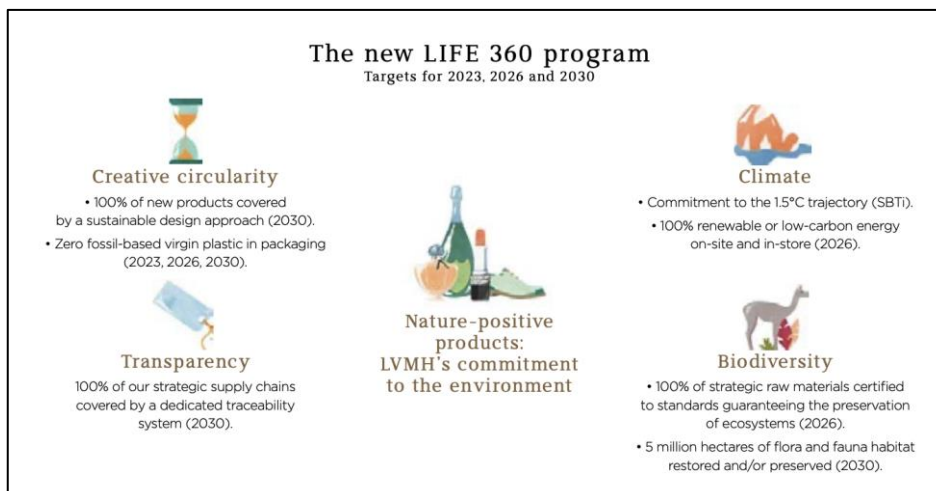 The new LIFE 360 program
Targets for 2023, 2026 and 2030
Creative circularity
• 100% of new products covered
by a sustainable design approach (2030).
• Zero fossil-based virgin plastic in packaging
(2023, 2026, 2030).
Transparency
100% of our strategic supply chains
covered by a dedicated traceability
system (2030).
Nature-positive
products:
LVMH's commitment
to the environment
Climate
• Commitment to the 1.5°C trajectory (SBTi).
• 100% renewable or low-carbon energy
on-site and in-store (2026).
Biodiversity
• 100% of strategic raw materials certified
to standards guaranteeing the preservation
of ecosystems (2026).
• 5 million hectares of flora and fauna habitat
restored and/or preserved (2030).